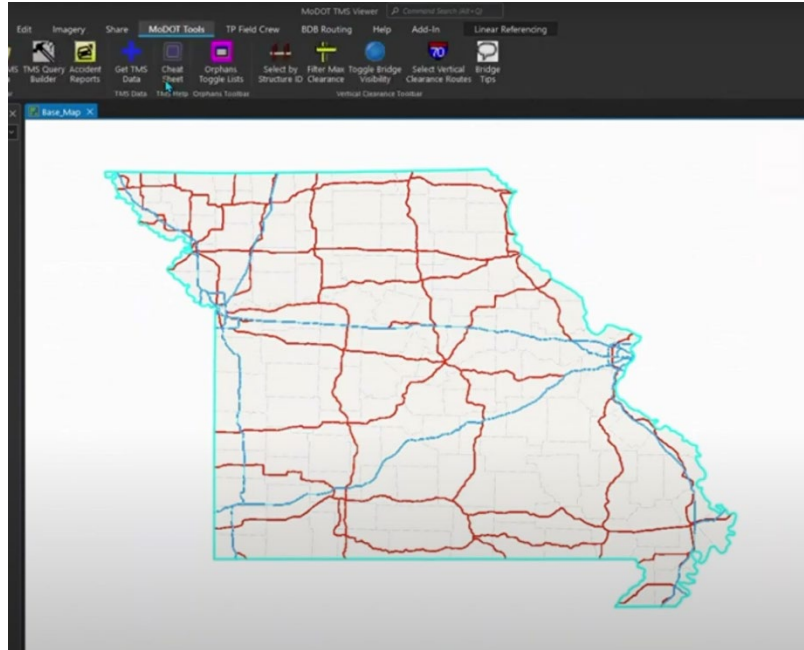 MoDOT TMS Viewer
Command Search (Alt+Q)
Edit Imagery Share MoDOT Tools TP Field Crew BDB Routing Help Add-In Linear Referencing
MS TMS Query Accident Get TMS Cheat Orphans Select by Filter Max Toggle Bridge 70 Select Vertical Bridge
Builder Reports Data Sheet Toggle Lists Structure ID Clearance Visibility Clearance Routes Tips
TMS Data TMS Help Orphans Toolbar Vertical Clearance Toolbar
Base_Map